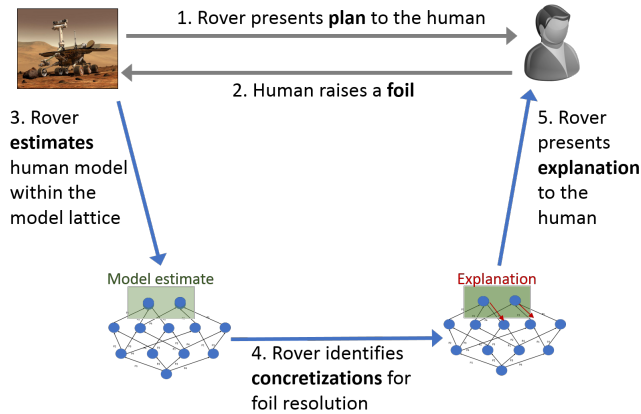 1. Rover presents plan to the human
2. Human raises a foil
3. Rover
estimates
human model
within the
model lattice
5. Rover
presents
explanation
to the
human
Model estimate
Explanation
4. Rover identifies
concretizations for
foil resolution